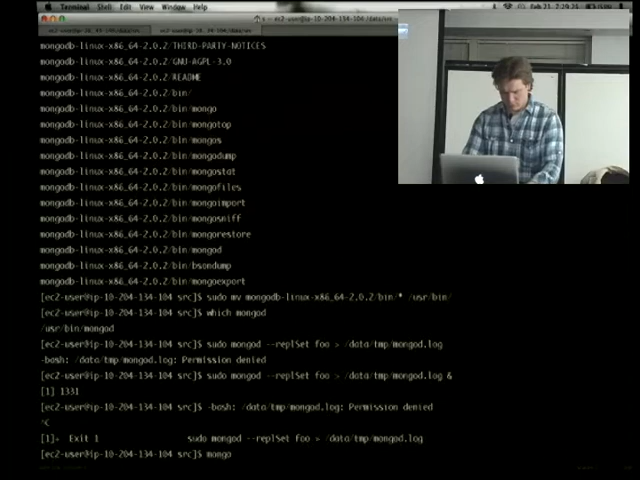 Terminal Shell Edit View Window Help
mongodb-linux-x86_64-2.0.2/THIRD-PARTY-NOTICES
mongodb-linux-x86_64-2.0.2/GNU-AGPL-3.0
mongodb-linux-x86_64-2.0.2/README
mongodb-linux-x86_64-2.0.2/bin/
mongodb-linux-x86_64-2.0.2/bin/mongo
mongodb-linux-x86_64-2.0.2/bin/mongotop
mongodb-linux-x86_64-2.0.2/bin/mongos
mongodb-linux-x86_64-2.0.2/bin/mongodump
mongodb-linux-x86_64-2.0.2/bin/mongostat
mongodb-linux-x86_64-2.0.2/bin/mongofiles
mongodb-linux-x86_64-2.0.2/bin/mongoimport
mongodb-linux-x86_64-2.0.2/bin/mongosniff
mongodb-linux-x86_64-2.0.2/bin/mongorestore
mongodb-linux-x86_64-2.0.2/bin/mongod
mongodb-linux-x86_64-2.0.2/bin/bsondump
mongodb-linux-x86_64-2.0.2/bin/mongoexport
[ec2-user@ip-10-204-134-104 src]$ sudo mv mongodb-linux-x86_64-2.0.2/bin/* /usr/bin/
[ec2-user@ip-10-204-134-104 src]$ which mongod
/usr/bin/mongod
[ec2-user@ip-10-204-134-104 src]$ sudo mongod --replSet foo > /data/tmp/mongod.log
-bash: /data/tmp/mongod.log: Permission denied
[ec2-user@ip-10-204-134-104 src]$ sudo mongod --replSet foo > /data/tmp/mongod.log &
[1] 1331
[ec2-user@ip-10-204-134-104 src]$ -bash: /data/tmp/mongod.log: Permission denied
^C
[1]+ Exit 1 sudo mongod --replSet foo > /data/tmp/mongod.log
[ec2-user@ip-10-204-134-104 src]$ mongo